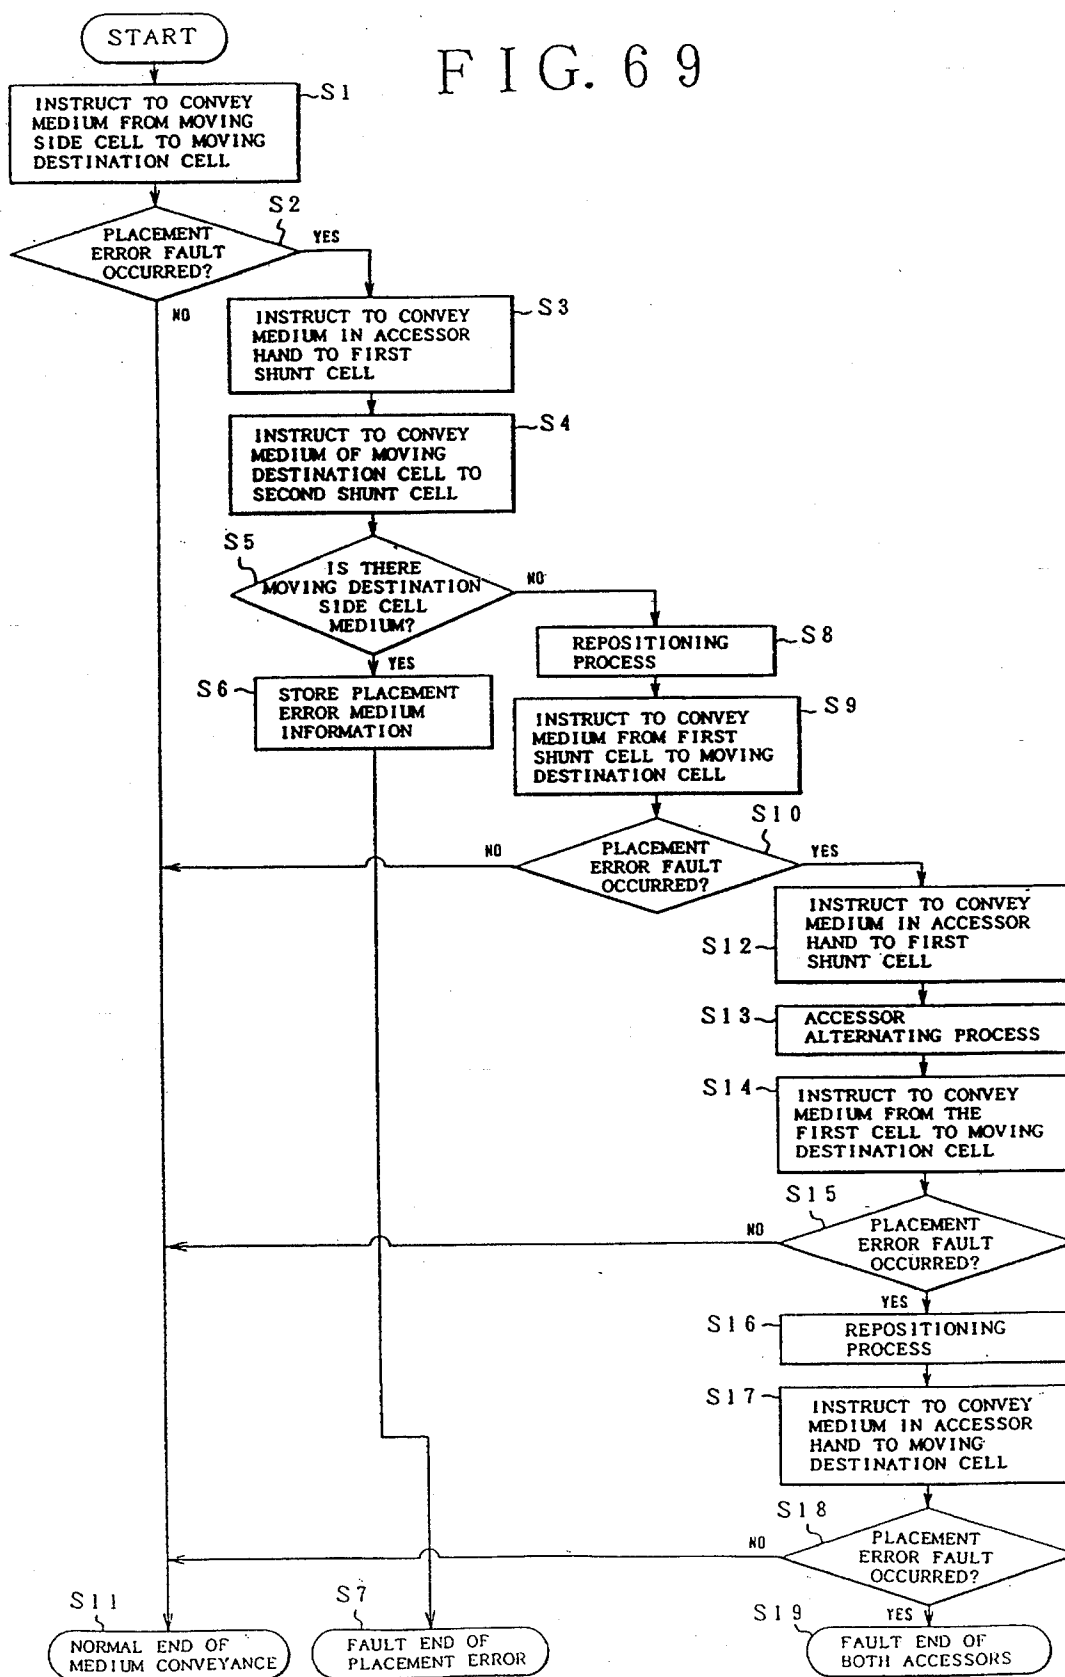 START
FIG. 69
S1
INSTRUCT TO CONVEY
MEDIUM FROM MOVING
SIDE CELL TO MOVING
DESTINATION CELL
S2
PLACEMENT
ERROR FAULT
OCCURRED?
YES
NO
S3
INSTRUCT TO CONVEY
MEDIUM IN ACCESSOR
HAND TO FIRST
SHUNT CELL
S4
INSTRUCT TO CONVEY
MEDIUM OF MOVING
DESTINATION CELL TO
SECOND SHUNT CELL
S5
IS THERE
MOVING DESTINATION
SIDE CELL
MEDIUM?
NO
YES
S8
REPOSITIONING
PROCESS
S6
STORE PLACEMENT
ERROR MEDIUM
INFORMATION
S9
INSTRUCT TO CONVEY
MEDIUM FROM FIRST
SHUNT CELL TO MOVING
DESTINATION CELL
S10
PLACEMENT
ERROR FAULT
OCCURRED?
NO
YES
S12
INSTRUCT TO CONVEY
MEDIUM IN ACCESSOR
HAND TO FIRST
SHUNT CELL
S13
ACCESSOR
ALTERNATING PROCESS
S14
INSTRUCT TO CONVEY
MEDIUM FROM THE
FIRST CELL TO MOVING
DESTINATION CELL
S15
PLACEMENT
ERROR FAULT
OCCURRED?
NO
YES
S16
REPOSITIONING
PROCESS
S17
INSTRUCT TO CONVEY
MEDIUM IN ACCESSOR
HAND TO MOVING
DESTINATION CELL
S18
PLACEMENT
ERROR FAULT
OCCURRED?
NO
YES
S11
NORMAL END OF
MEDIUM CONVEYANCE
S7
FAULT END OF
PLACEMENT ERROR
S19
FAULT END OF
BOTH ACCESSORS